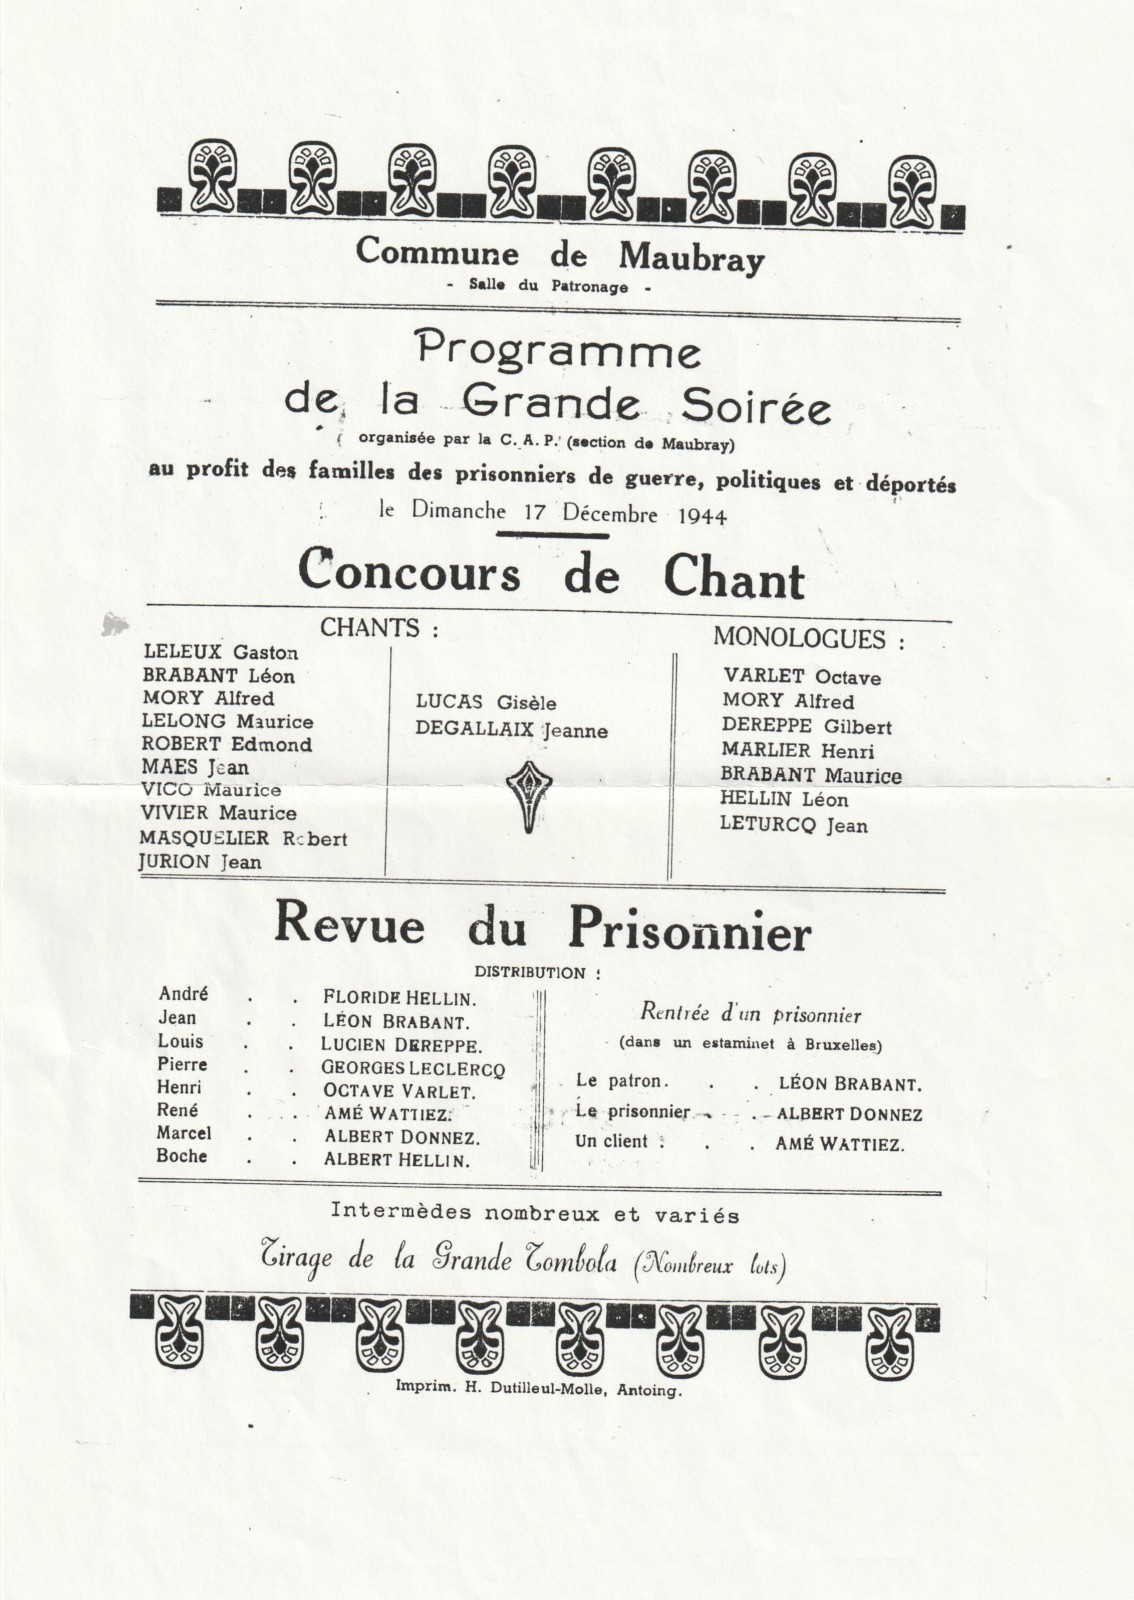 Commune de Maubray
- Salle du Patronage -
Programme
de la Grande Soirée
( organisée par la C. A. P. (section de Maubray)
au profit des familles des prisonniers de guerre, politiques et déportés
le Dimanche 17 Décembre 1944
Concours de Chant
CHANTS :
LELEUX Gaston
BRABANT Léon
MORY Alfred
LELONG Maurice
ROBERT Edmond
MAES Jean
VICO Maurice
VIVIER Maurice
MASQUELIER Robert
JURION Jean
LUCAS Gisèle
DEGALLAIX Jeanne
MONOLOGUES :
VARLET Octave
MORY Alfred
DEREPPE Gilbert
MARLIER Henri
BRABANT Maurice
HELLIN Léon
LETURCQ Jean
Revue du Prisonnier
DISTRIBUTION :
André . . FLORIDE HELLIN.
Jean . . LÉON BRABANT.
Louis . . LUCIEN DEREPPE.
Pierre . . GEORGES LECLERCQ
Henri . . OCTAVE VARLET.
René . . AMÉ WATTIEZ.
Marcel . . ALBERT DONNEZ.
Boche . . ALBERT HELLIN.
Rentrée d'un prisonnier
(dans un estaminet à Bruxelles)
Le patron. . . LÉON BRABANT.
Le prisonnier . . ALBERT DONNEZ
Un client : . . AMÉ WATTIEZ.
Intermèdes nombreux et variés
Tirage de la Grande Tombola (Nombreux lots)
Imprim. H. Dutilleul-Molle, Antoing.